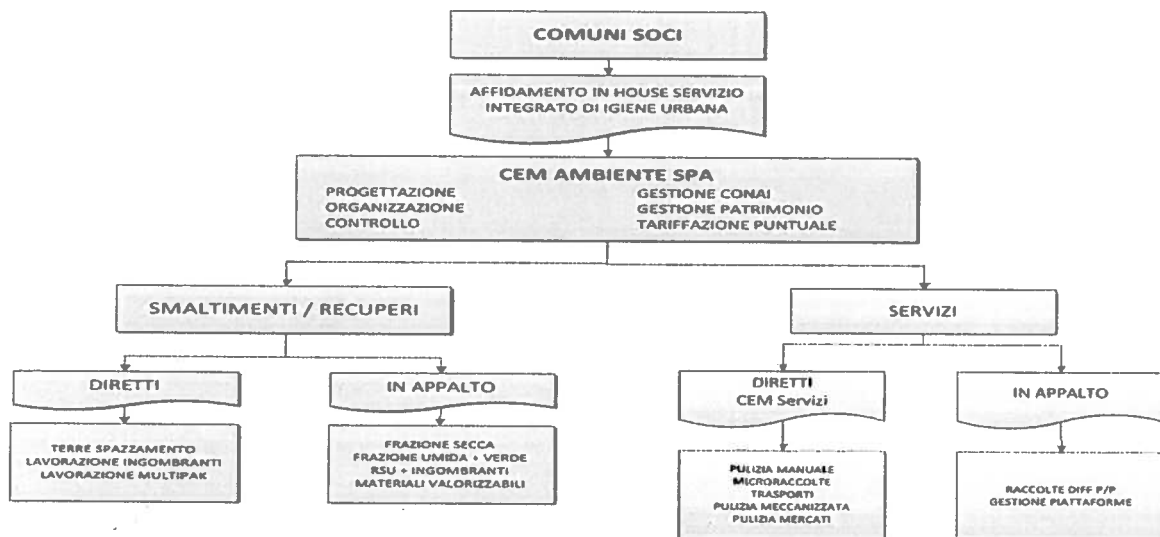 COMUNI SOCI
AFFIDAMENTO IN HOUSE SERVIZIO
INTEGRATO DI IGIENE URBANA
CEM AMBIENTE SPA
PROGETTAZIONE
ORGANIZZAZIONE
CONTROLLO
GESTIONE CONAI
GESTIONE PATRIMONIO
TARIFFAZIONE PUNTUALE
SMALTIMENTI / RECUPERI
SERVIZI
DIRETTI
IN APPALTO
DIRETTI
CEM Servizi
IN APPALTO
TERRE SPAZZAMENTO
LAVORAZIONE INGOMBRANTI
LAVORAZIONE MULTIPAK
FRAZIONE SECCA
FRAZIONE UMIDA + VERDE
RSU + INGOMBRANTI
MATERIALI VALORIZZABILI
PULIZIA MANUALE
MICRORACCOLTE
TRASPORTI
PULIZIA MECCANIZZATA
PULIZIA MERCATI
RACCOLTE DIFF P/P
GESTIONE PIATTAFORME